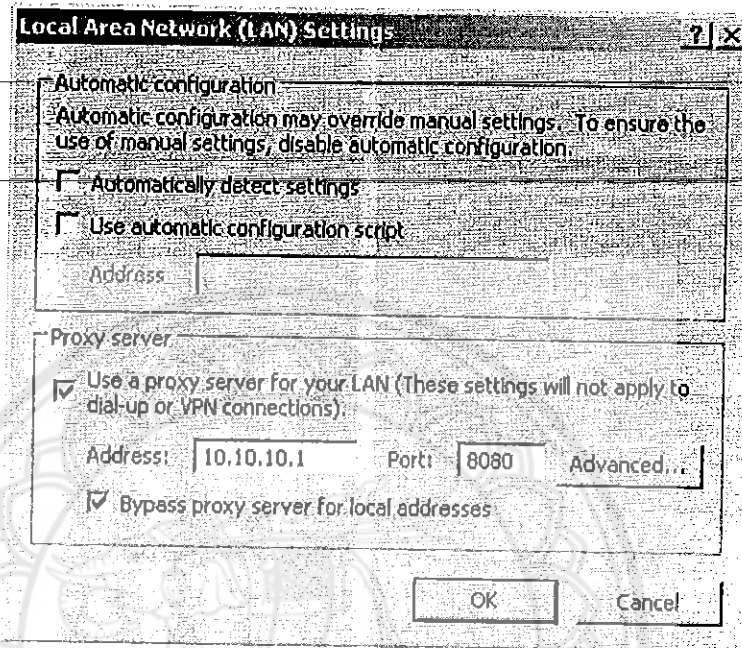 Local Area Network (LAN) Settings
Automatic configuration
Automatic configuration may override manual settings. To ensure the
use of manual settings, disable automatic configuration.
Automatically detect settings
Use automatic configuration script
Address
Proxy server
Use a proxy server for your LAN (These settings will not apply to
dial-up or VPN connections).
Address: 10.10.10.1 Port: 8080 Advanced...
Bypass proxy server for local addresses
OK Cancel